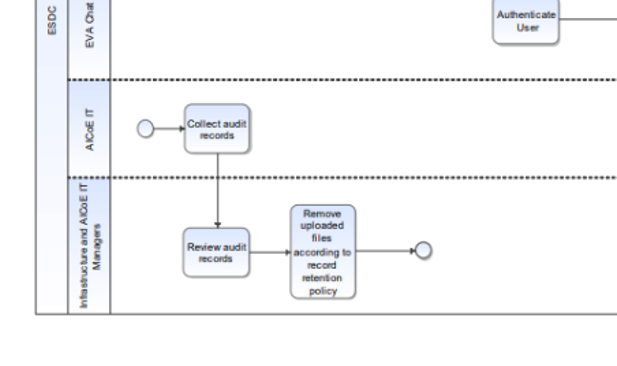 ESDC
EVA Chat
Authenticate
User
AICoE IT
Collect audit
records
Infrastructure and AICoE IT
Managers
Review audit
records
Remove
uploaded
files
according to
record
retention
policy